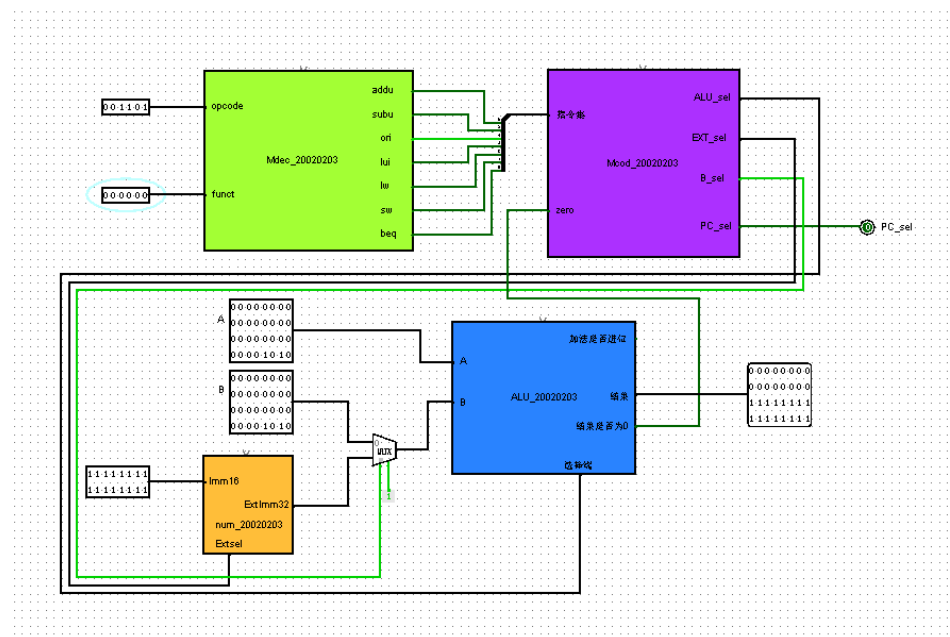 addu
ALU_sel
001101
opcode
subu
指令集
ori
EXT_sel
Mdec_20020203
lui
Mcod_20020203
B_sel
lw
000000
funct
sw
zero
PC_sel
0
PC_sel
beq
A
00000000
00000000
00000000
00001010
加法是否进位
A
B
00000000
00000000
00000000
00001010
B
ALU_20020203
结果
00000000
00000000
11111111
11111111
结果是否为0
0
MUX
选择端
11111111
11111111
Imm16
1
ExtImm32
num_20020203
Extsel